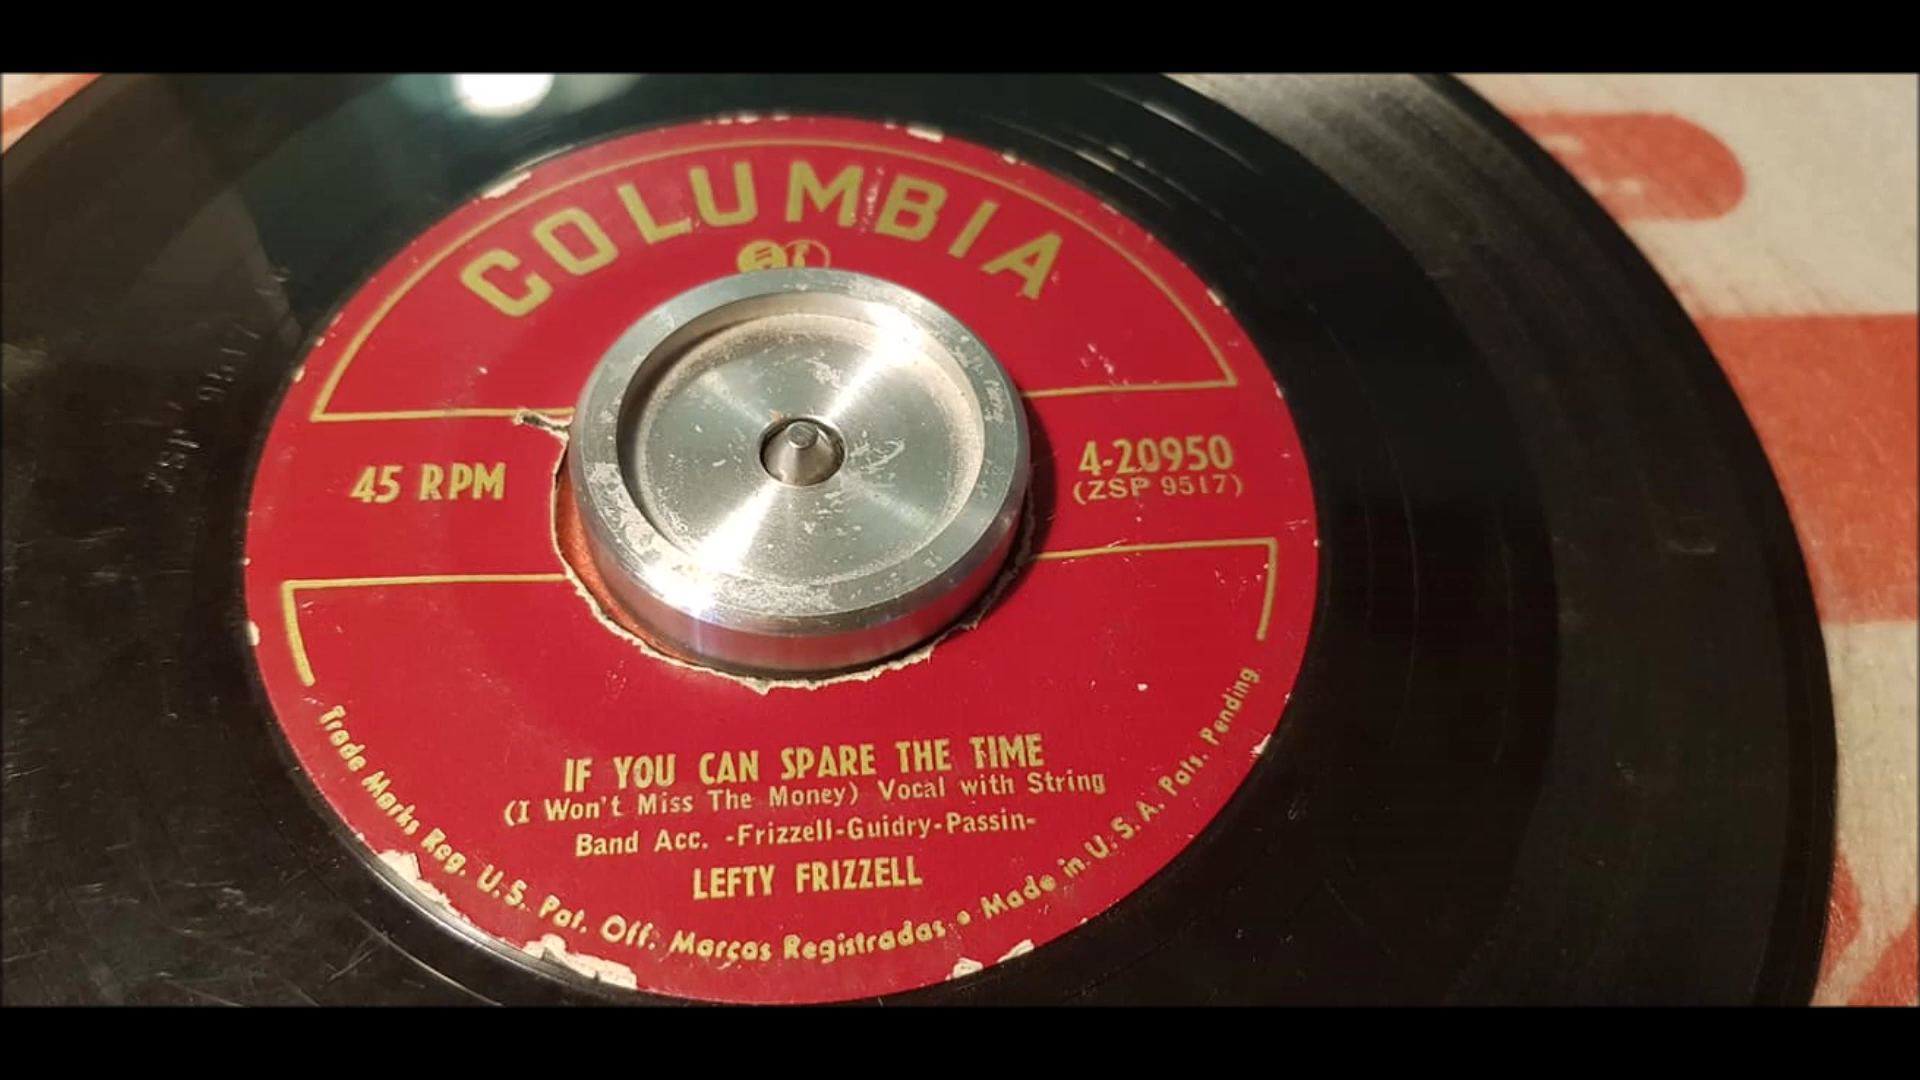 COLUMBIA
45 RPM
4-20950
(ZSP 9517)
IF YOU CAN SPARE THE TIME
(I Won't Miss The Money) Vocal with String
Band Acc. -Frizzell-Guidry-Passin-
LEFTY FRIZZELL
Trade Marks Reg. U.S. Pat. Off. Marcas Registradas • Made in U. S. A. Pats. Pending
ZSP 9517